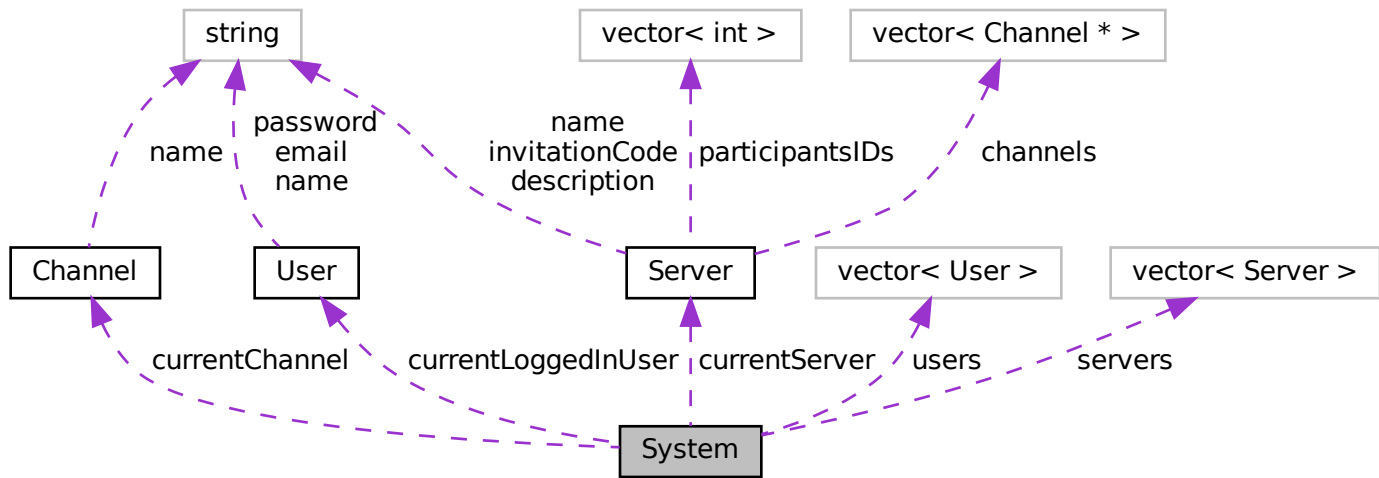 string
vector< int >
vector< Channel * >
name
password
email
name
name
invitationCode
description
participantsIDs
channels
Channel
User
Server
vector< User >
vector< Server >
currentChannel
currentLoggedInUser
currentServer
users
servers
System